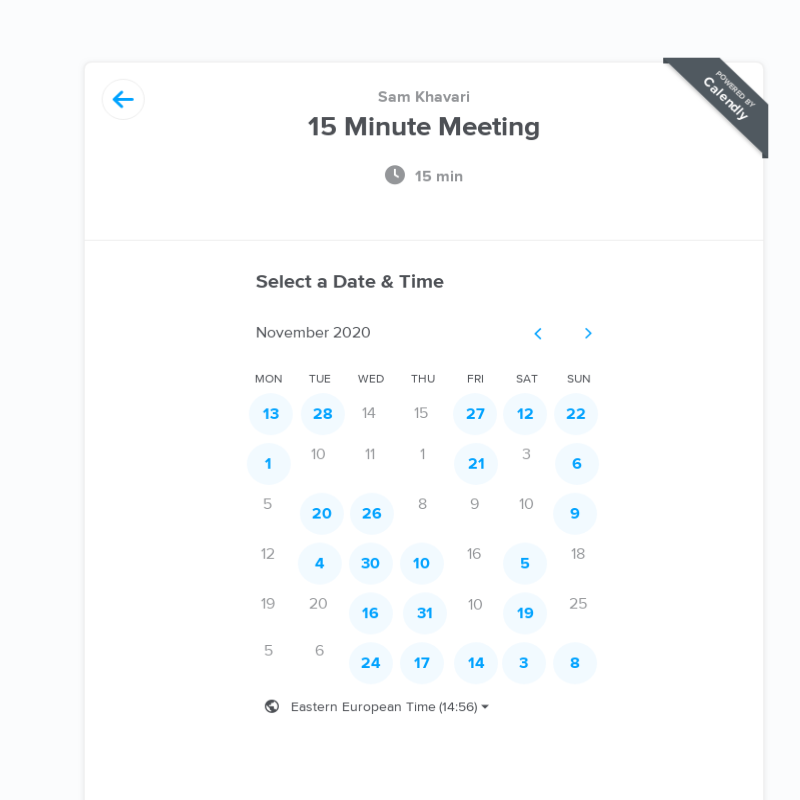 POWERED BY
Calendly
Sam Khavari
15 Minute Meeting
15 min
Select a Date & Time
November 2020
MON TUE WED THU FRI SAT SUN
13 28 14 15 27 12 22
1 10 11 1 21 3 6
5 20 26 8 9 10 9
12 4 30 10 16 5 18
19 20 16 31 10 19 25
5 6 24 17 14 3 8
Eastern European Time (14:56)